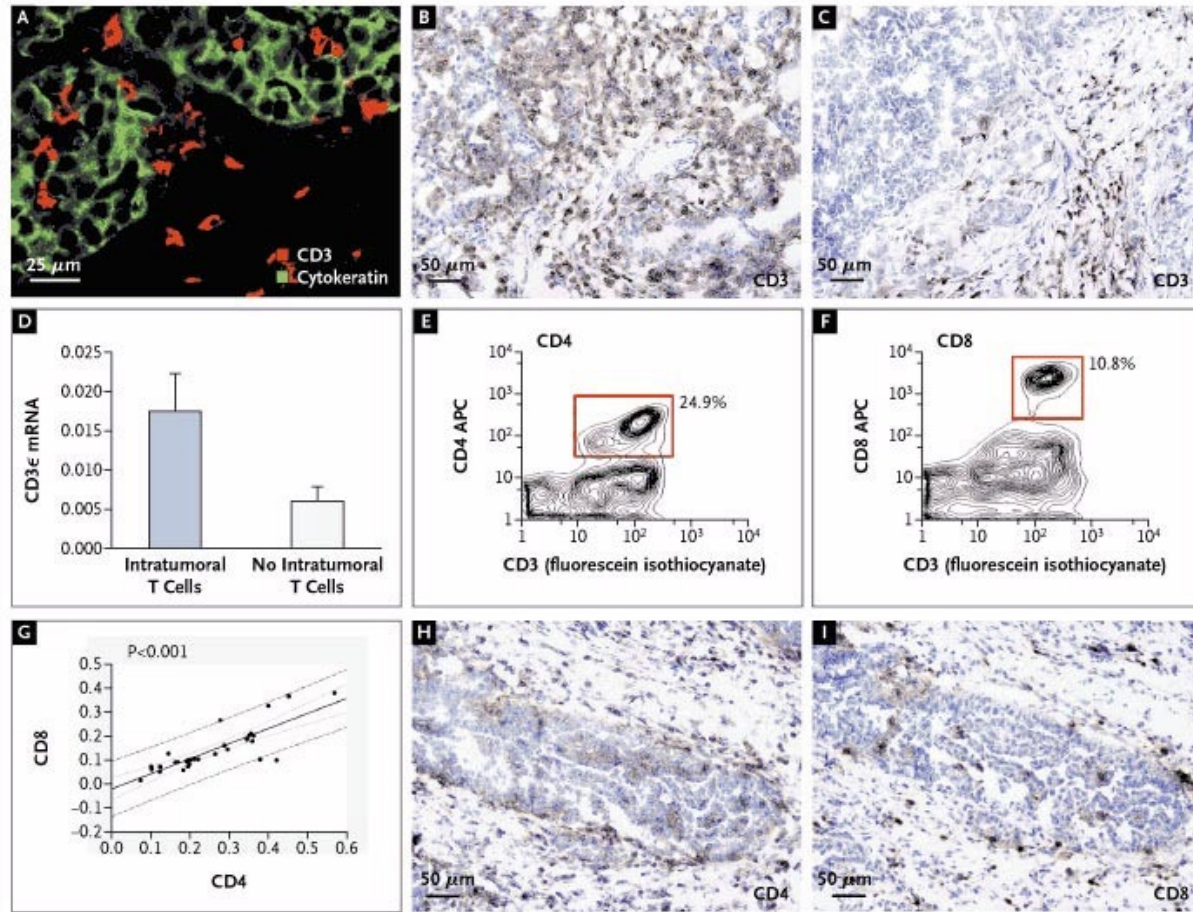 A
CD3
Cytokeratin
25 μm
B
50 μm
CD3
C
50 μm
CD3
D
0.025
0.020
0.015
0.010
0.005
0.000
CD3ϵ mRNA
Intratumoral
T Cells
No Intratumoral
T Cells
E
CD4
10⁴
10³
10²
10
1
CD4 APC
24.9%
1 10 10² 10³ 10⁴
CD3 (fluorescein isothiocyanate)
F
CD8
10⁴
10³
10²
10
1
CD8 APC
10.8%
1 10 10² 10³ 10⁴
CD3 (fluorescein isothiocyanate)
G
P<0.001
0.5
0.4
0.3
0.2
0.1
0.0
−0.1
−0.2
CD8
0.0 0.1 0.2 0.3 0.4 0.5 0.6
CD4
H
50 μm
CD4
I
50 μm
CD8